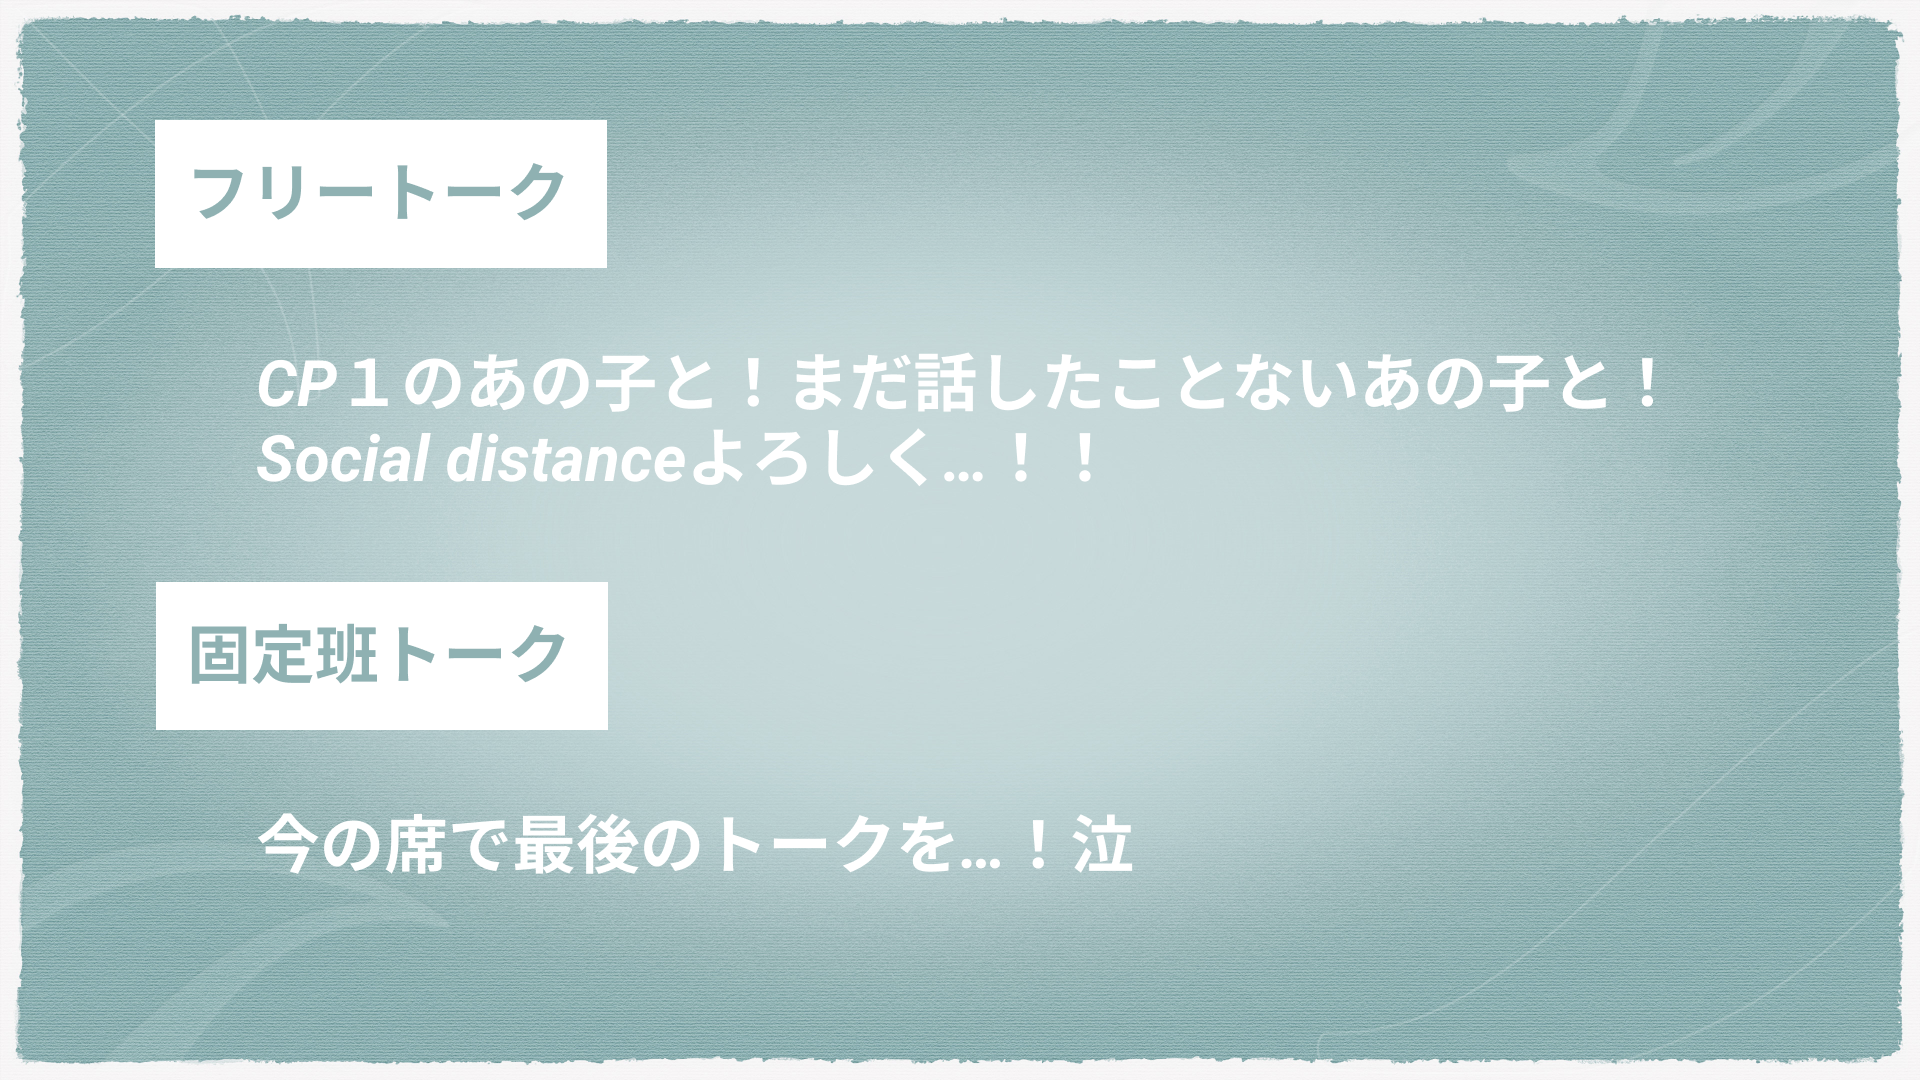 フリートーク
CP１のあの子と！まだ話したことないあの子と！
Social distanceよろしく…！！
固定班トーク
今の席で最後のトークを…！泣